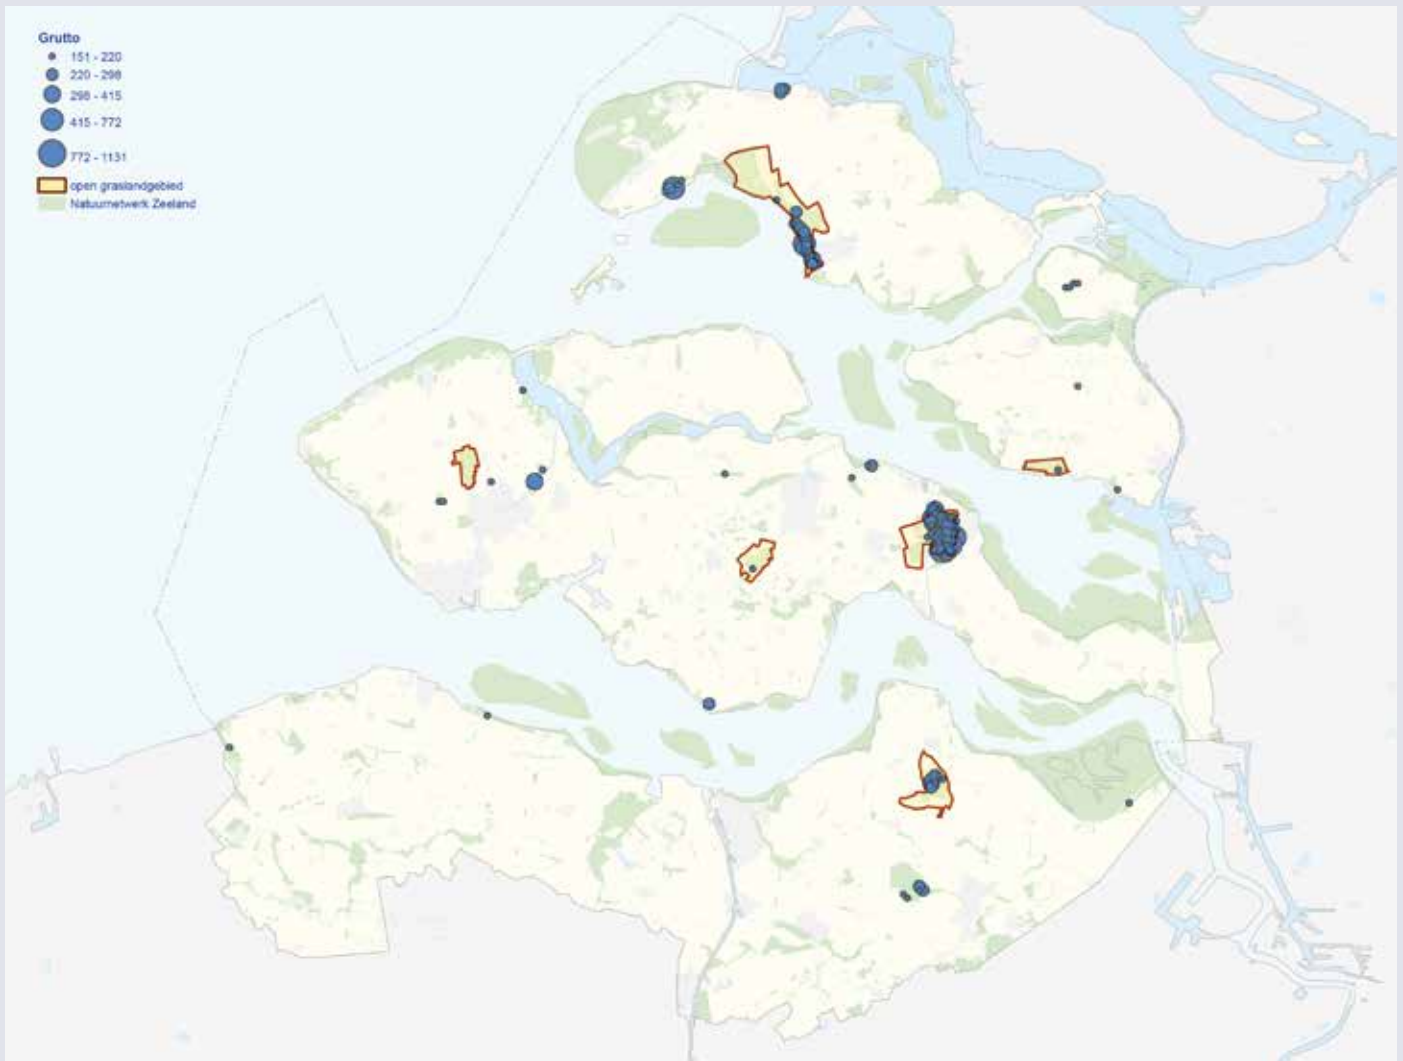 Grutto
151 - 220
220 - 298
298 - 415
415 - 772
772 - 1131
open graslandgebied
Natuurnetwerk Zeeland